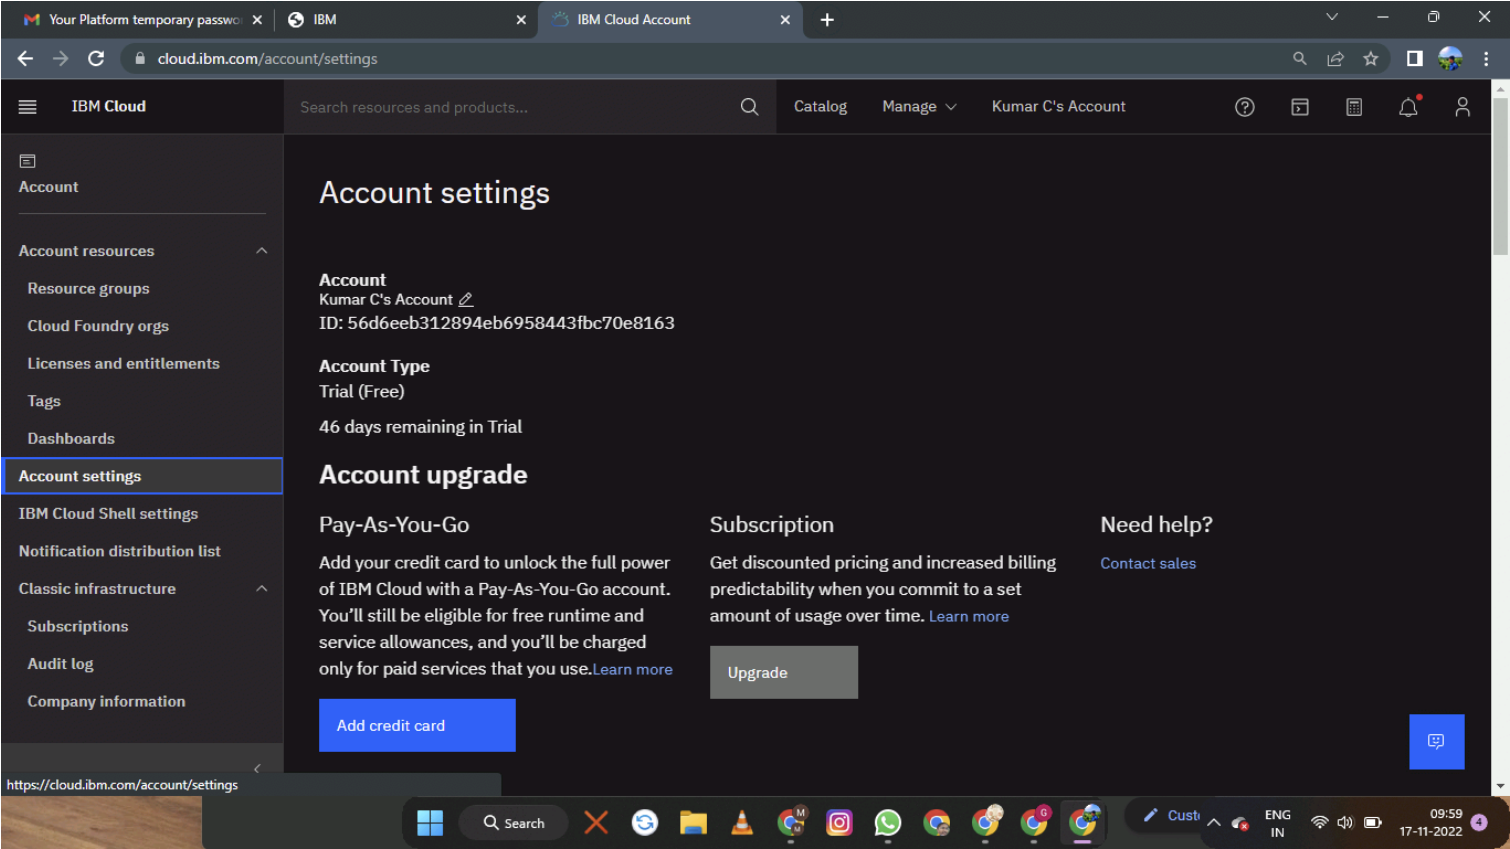 Your Platform temporary passwo
IBM
IBM Cloud Account
cloud.ibm.com/account/settings
IBM Cloud
Search resources and products...
Catalog
Manage
Kumar C's Account
Account
Account resources
Resource groups
Cloud Foundry orgs
Licenses and entitlements
Tags
Dashboards
Account settings
IBM Cloud Shell settings
Notification distribution list
Classic infrastructure
Subscriptions
Audit log
Company information
https://cloud.ibm.com/account/settings
Account settings
Account
Kumar C's Account
ID: 56d6eeb312894eb6958443fbc70e8163
Account Type
Trial (Free)
46 days remaining in Trial
Account upgrade
Pay-As-You-Go
Add your credit card to unlock the full power
of IBM Cloud with a Pay-As-You-Go account.
You’ll still be eligible for free runtime and
service allowances, and you’ll be charged
only for paid services that you use.Learn more
Add credit card
Subscription
Get discounted pricing and increased billing
predictability when you commit to a set
amount of usage over time. Learn more
Upgrade
Need help?
Contact sales
Search
M
M
G
Custo
ENG
IN
09:59
17-11-2022
4